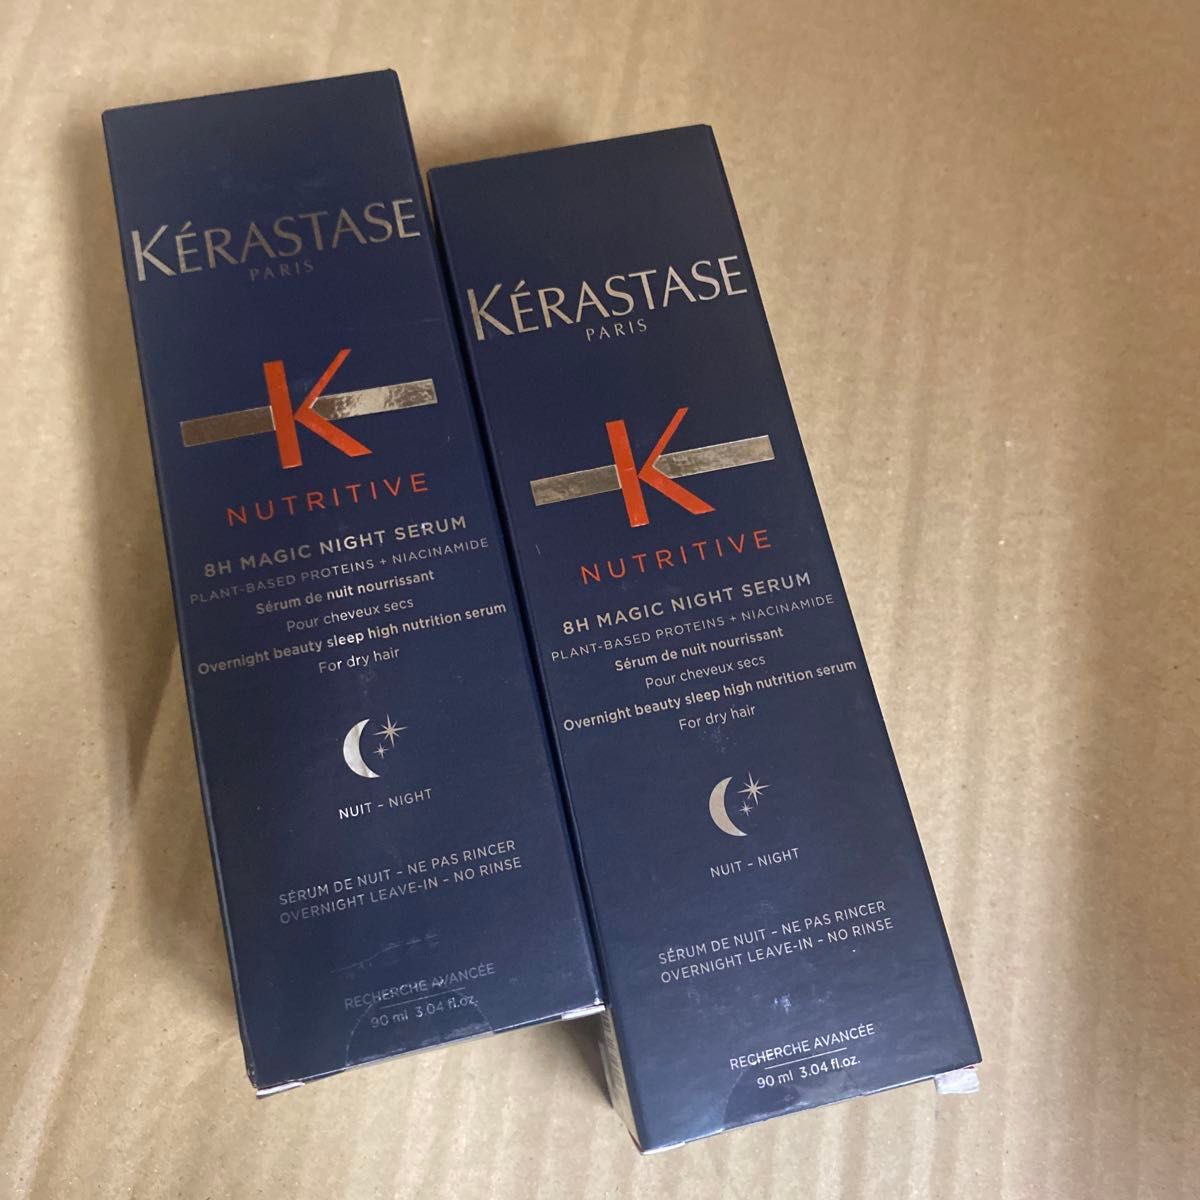 KÉRASTASE
PARIS
K
NUTRITIVE
8H MAGIC NIGHT SERUM
PLANT-BASED PROTEINS + NIACINAMIDE
Sérum de nuit nourrissant
Pour cheveux secs
Overnight beauty sleep high nutrition serum
For dry hair
NUIT - NIGHT
SÉRUM DE NUIT - NE PAS RINCER
OVERNIGHT LEAVE-IN - NO RINSE
RECHERCHE AVANCÉE
90 ml 3.04 fl.oz.
KÉRASTASE
PARIS
K
NUTRITIVE
8H MAGIC NIGHT SERUM
PLANT-BASED PROTEINS + NIACINAMIDE
Sérum de nuit nourrissant
Pour cheveux secs
Overnight beauty sleep high nutrition serum
For dry hair
NUIT - NIGHT
SÉRUM DE NUIT - NE PAS RINCER
OVERNIGHT LEAVE-IN - NO RINSE
RECHERCHE AVANCÉE
90 ml 3.04 fl.oz.